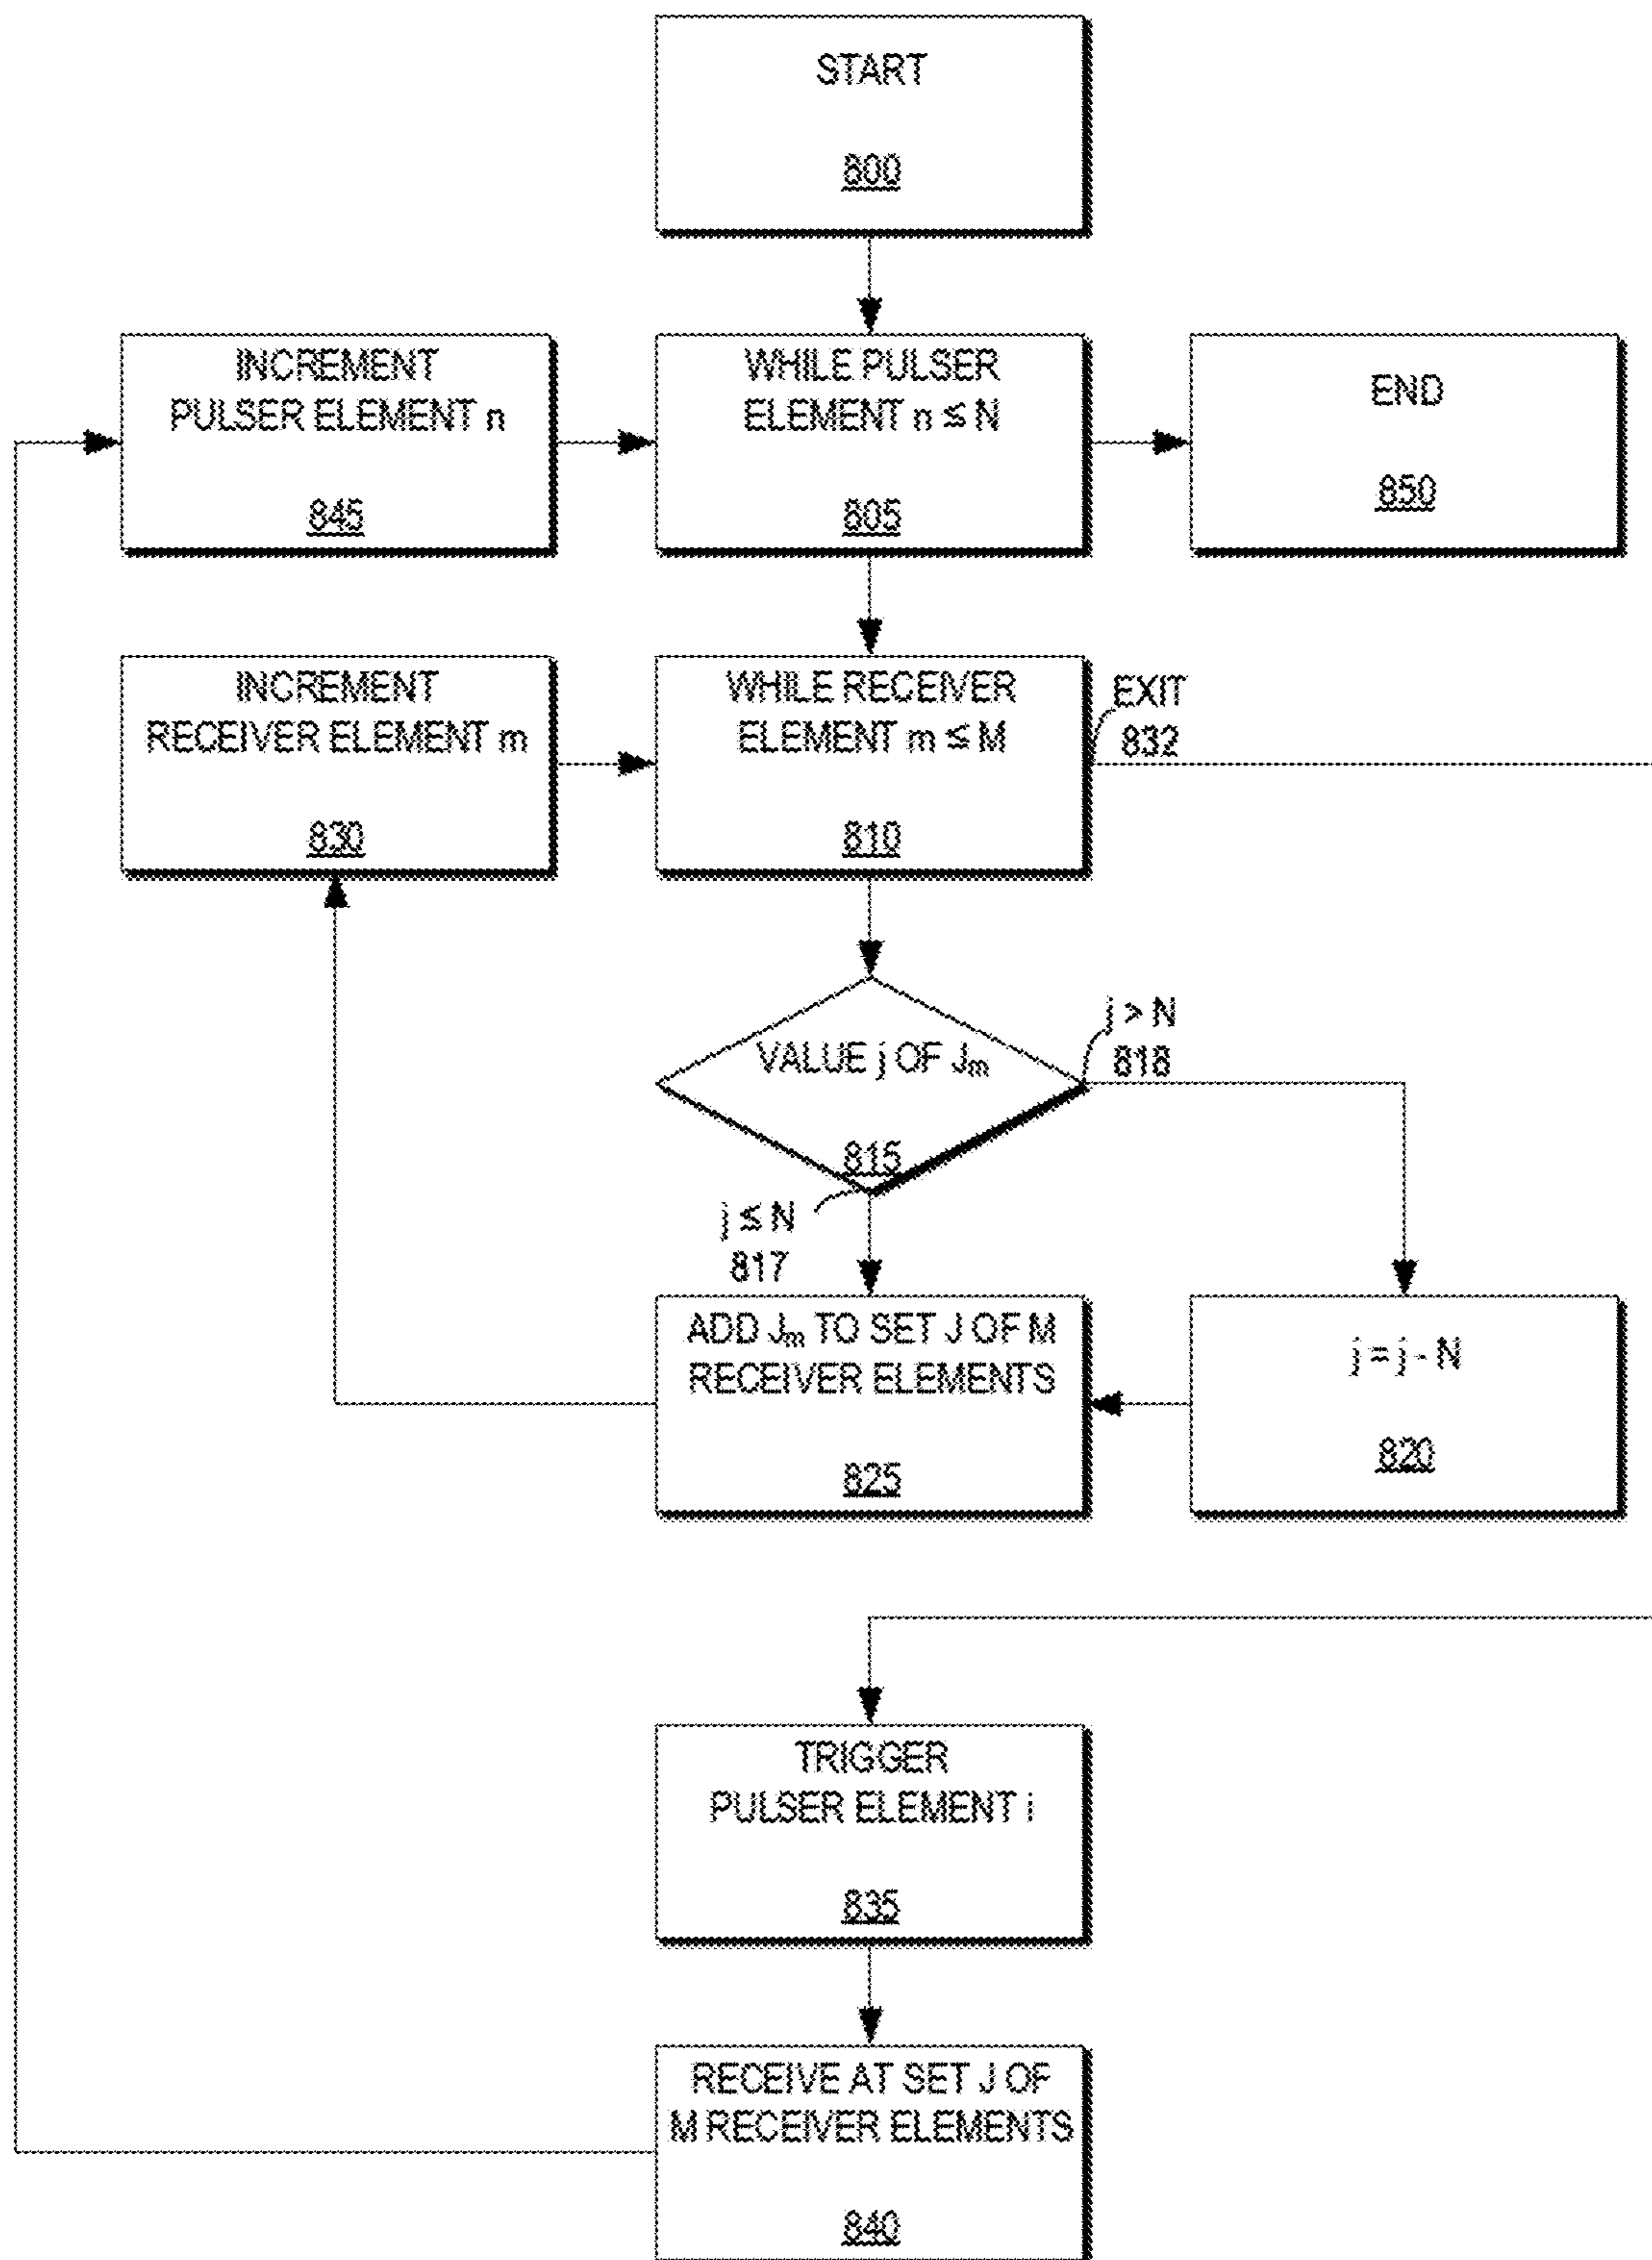 START
800
INCREMENT
PULSER ELEMENT n
845
WHILE PULSER
ELEMENT n ≤ N
805
END
850
INCREMENT
RECEIVER ELEMENT m
830
WHILE RECEIVER
ELEMENT m ≤ M
810
EXIT
832
VALUE j OF Jm
815
j > N
818
j ≤ N
817
ADD Jm TO SET J OF M
RECEIVER ELEMENTS
825
j = j - N
820
TRIGGER
PULSER ELEMENT i
835
RECEIVE AT SET J OF
M RECEIVER ELEMENTS
840